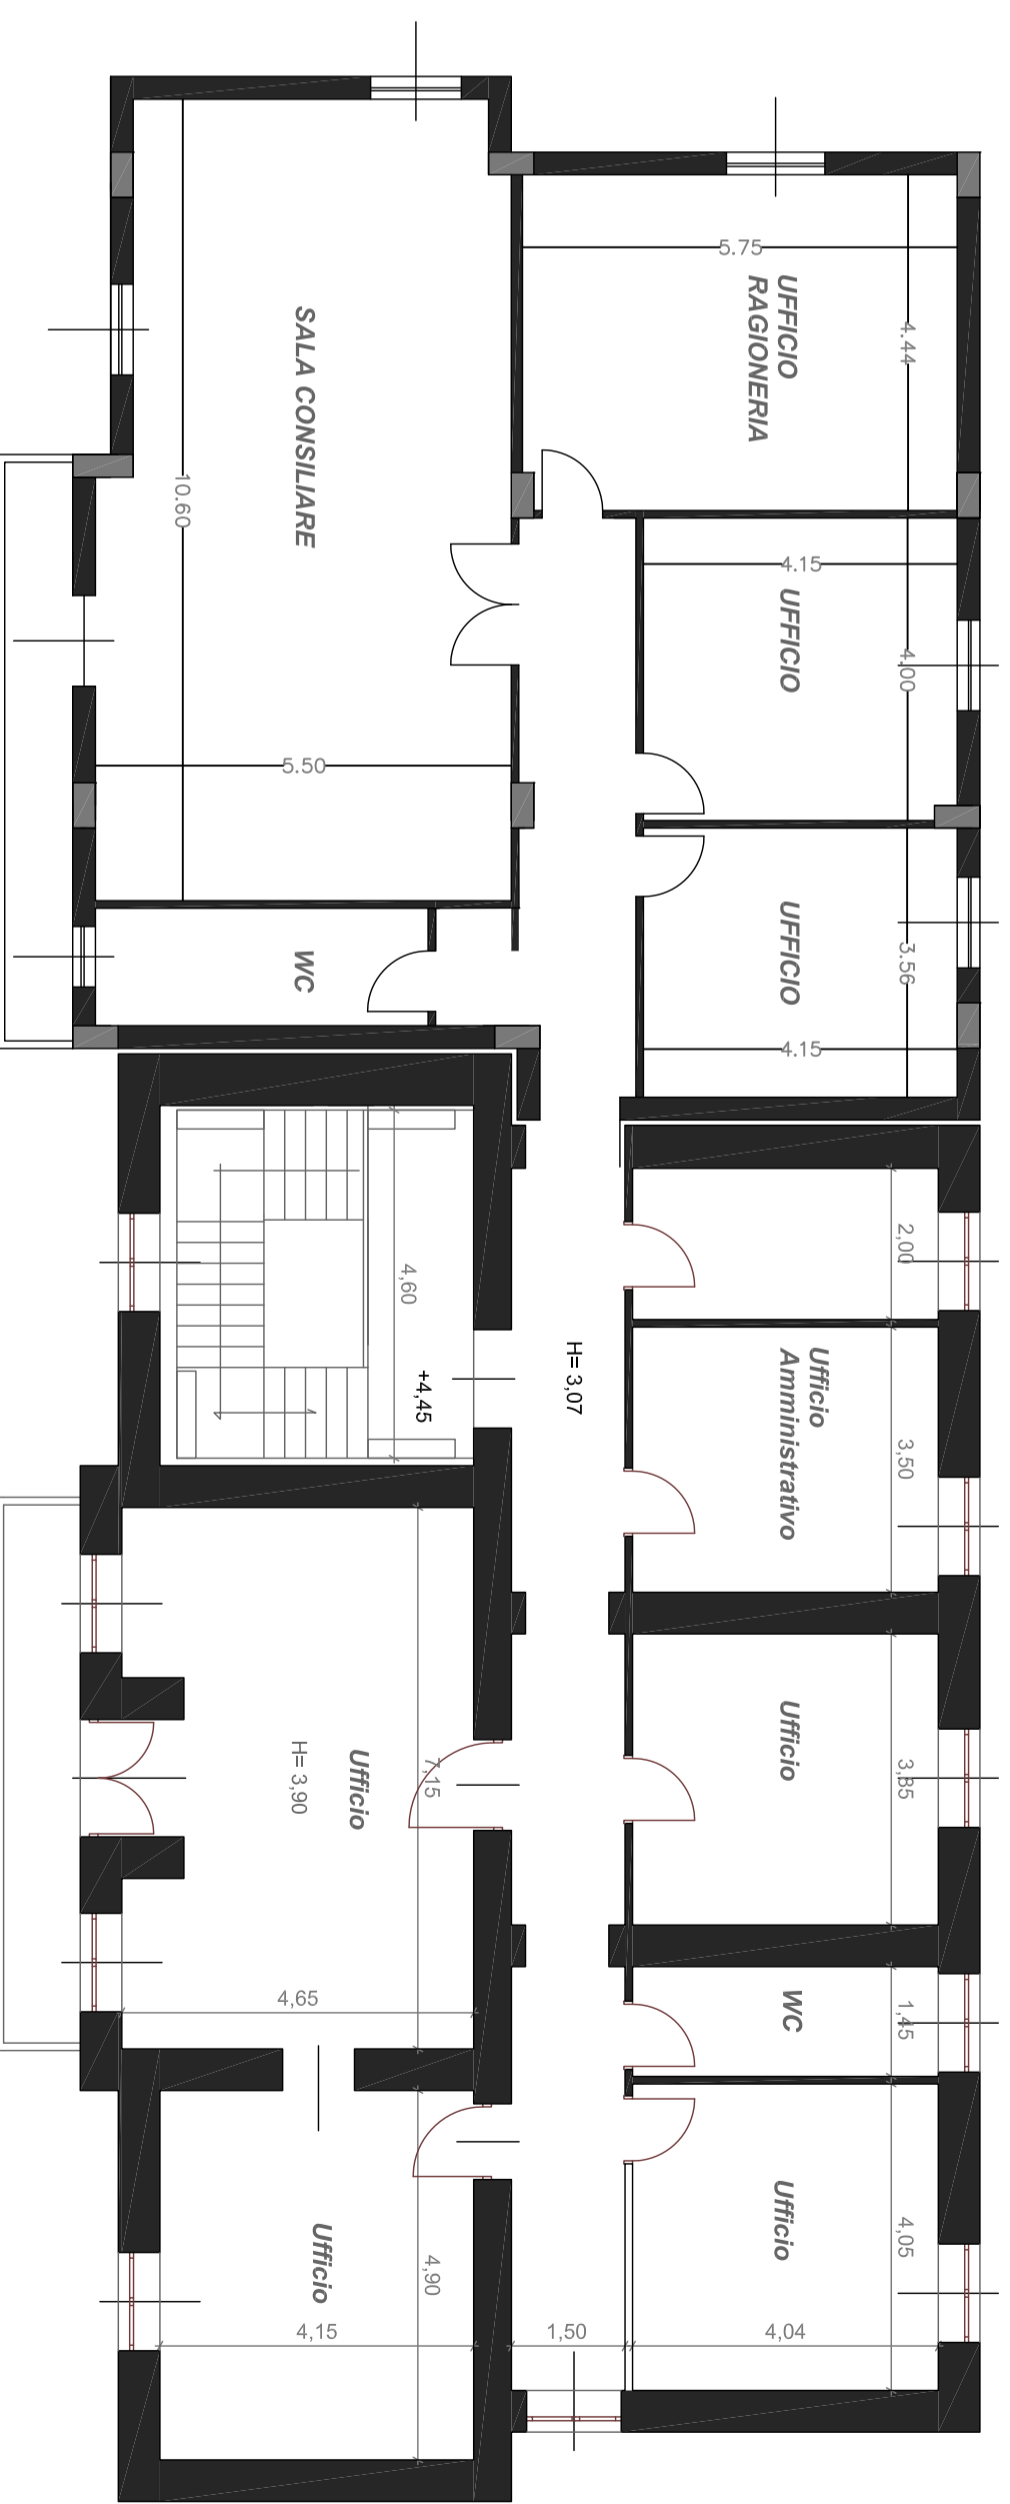 5.75
UFFICIO
RAGIONERIA
4.44
SALA CONSILIARE
10.60
4.15
UFFICIO
4.00
5.50
UFFICIO
3.56
WC
4.15
2,00
4,60
+4,45
H= 3,07
Ufficio
Amministrativo
3,50
Ufficio
3,85
Ufficio
H= 3,90
7,15
4,65
WC
1,45
Ufficio
4,05
Ufficio
4,90
4,15
1,50
4,04